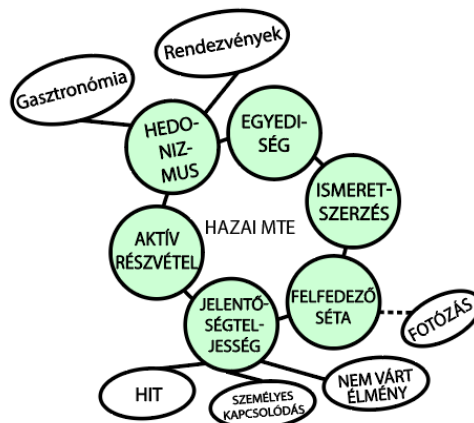 Rendezvények
Gasztronómia
HEDO-
NIZ-
MUS
EGYEDI-
SÉG
ISMERET-
SZERZÉS
HAZAI MTE
AKTÍV
RÉSZVÉTEL
JELENTŐ-
SÉGTEL-
JESSÉG
FELFEDEZŐ
SÉTA
FOTÓZÁS
HIT
SZEMÉLYES
KAPCSOLÓDÁS
NEM VÁRT
ÉLMÉNY